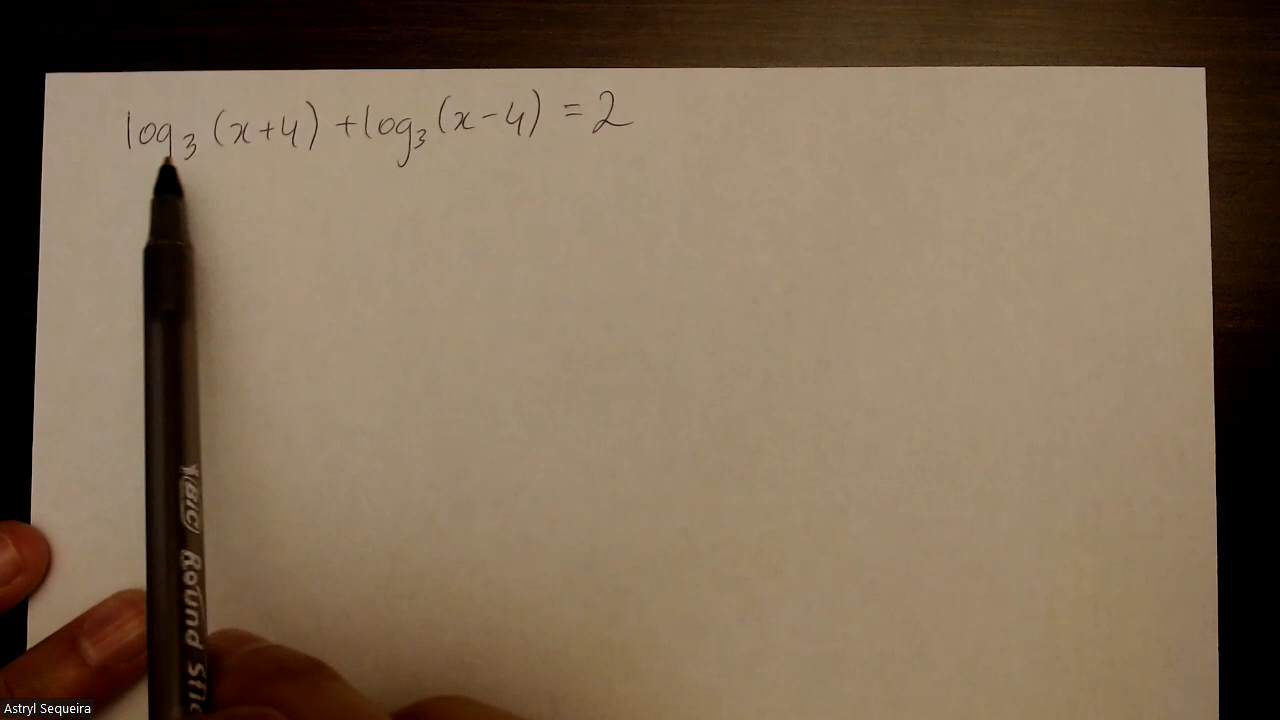 log₃(x+4) + log₃(x-4) = 2
BIC Round Stic
Astryl Sequeira